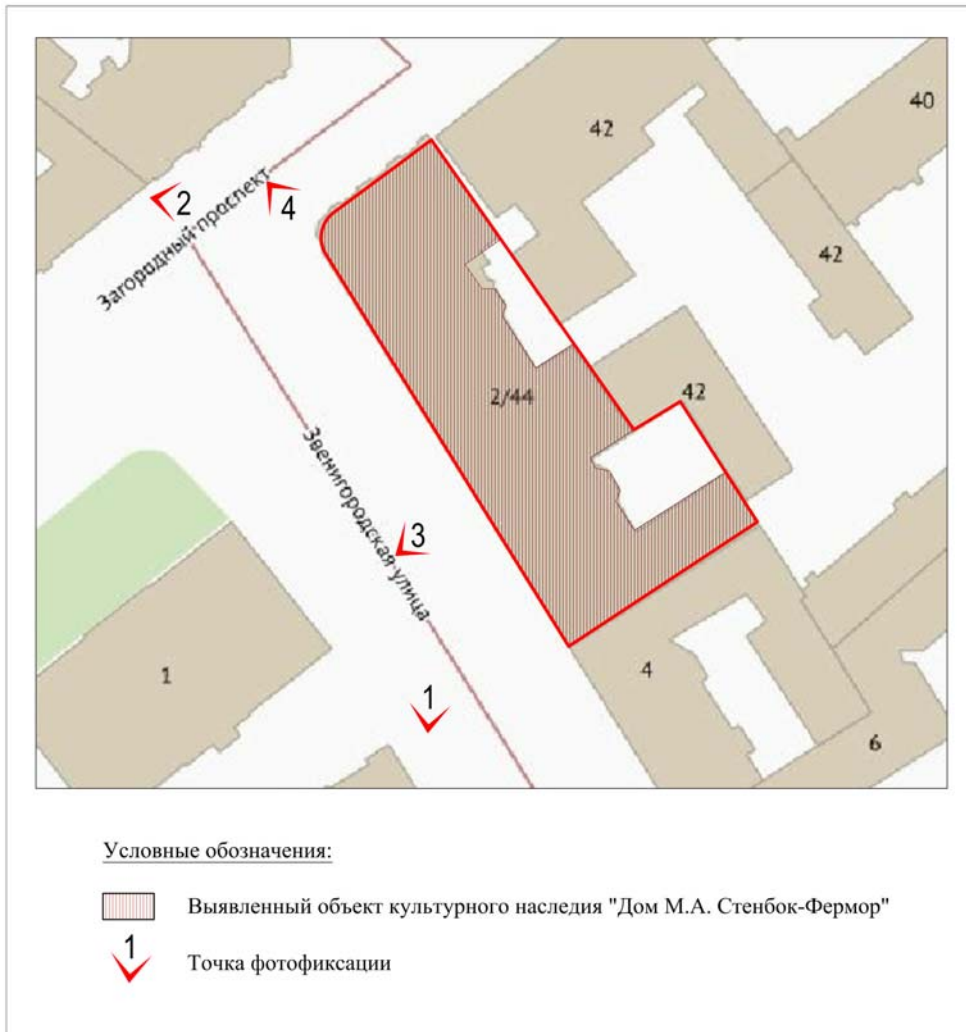 40
42
2
4
Загородный проспект
42
2/44
42
Звенигородская улица
3
1
4
1
6
Условные обозначения:
Выявленный объект культурного наследия "Дом М.А. Стенбок-Фермор"
1
Точка фотофиксации